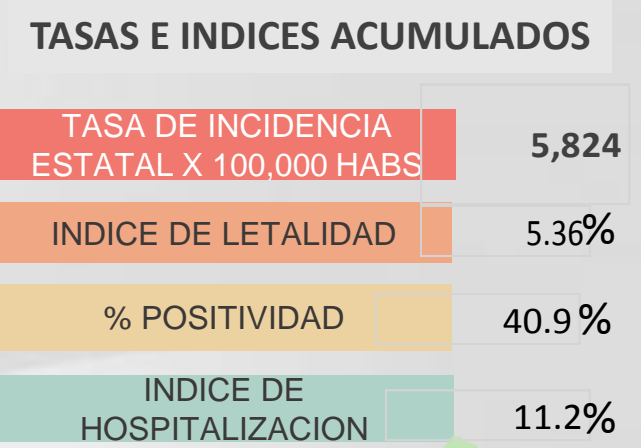 TASAS E INDICES ACUMULADOS
TASA DE INCIDENCIA
ESTATAL X 100,000 HABS
5,824
INDICE DE LETALIDAD
5.36%
% POSITIVIDAD
40.9 %
INDICE DE
HOSPITALIZACION
11.2%